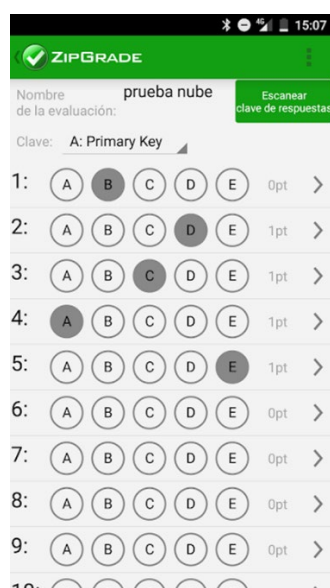 15:07
ZIPGRADE
Nombre de la evaluación:
prueba nube
Escanear clave de respuestas
Clave: A: Primary Key
1: A B C D E 0pt
2: A B C D E 1pt
3: A B C D E 1pt
4: A B C D E 1pt
5: A B C D E 1pt
6: A B C D E 0pt
7: A B C D E 0pt
8: A B C D E 0pt
9: A B C D E 0pt